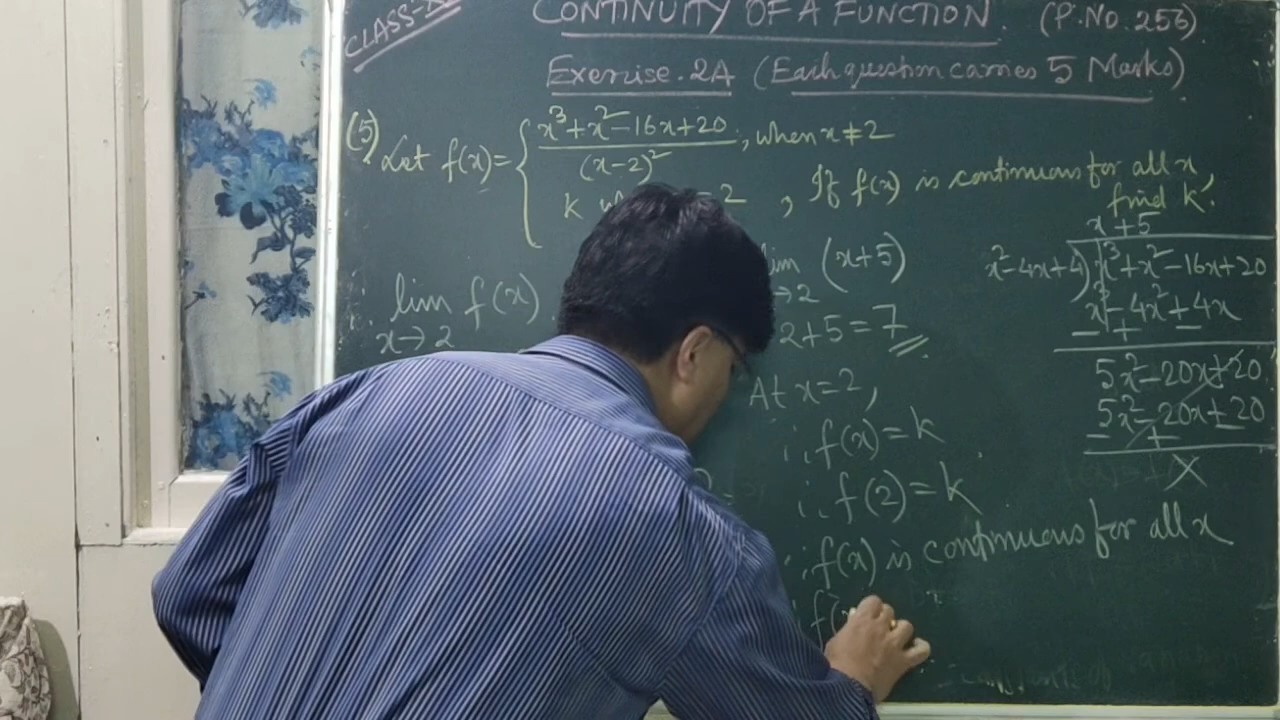 CONTINUITY OF A FUNCTION. (P.No.256)
Exercise.2A (Each question carries 5 Marks)
(5) Let f(x)= { x³+x²-16x+20 / (x-2)² , when x≠2
k =2 , If f(x) is continuous for all x
find k.
lim f(x)
x→2
(x+5)
→2
2+5=7
At x=2,
∴ f(x)=k
∴ f(2)=k
∴ f(x) is continuous for all x
x+5
x²-4x+4) x³+x²-16x+20
x³-4x²+4x
- + -
5x²-20x+20
5x²-20x+20
- + -
X